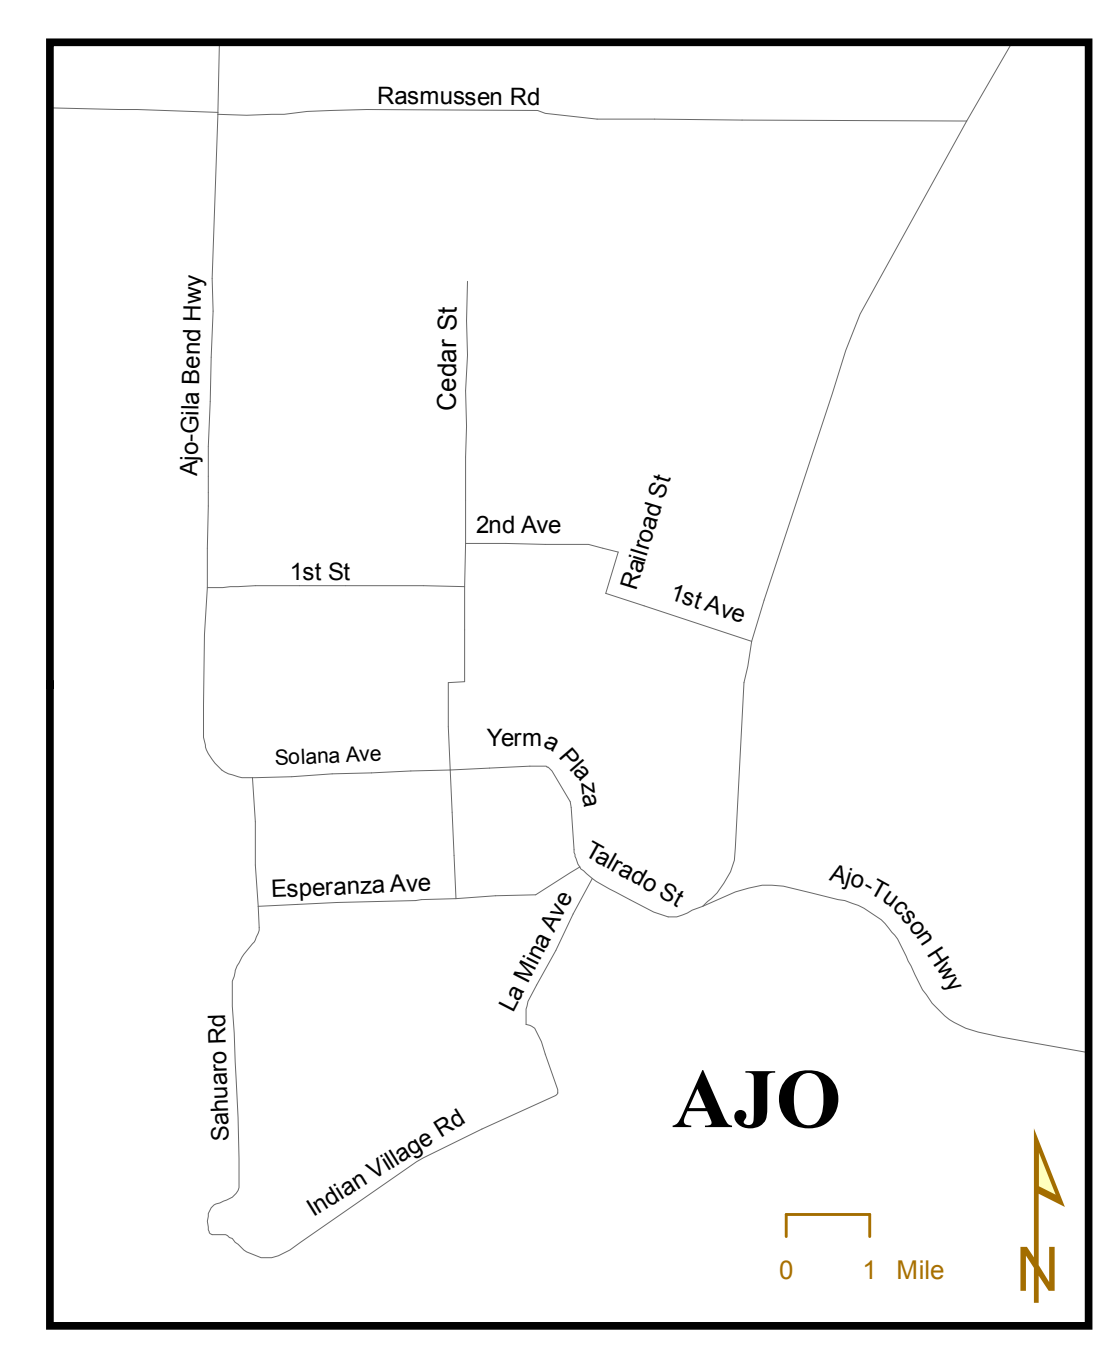 Rasmussen Rd
Ajo-Gila Bend Hwy
Cedar St
2nd Ave
Railroad St
1st St
1st Ave
Solana Ave
Yerma Plaza
Talrado St
Esperanza Ave
Ajo-Tucson Hwy
La Mina Ave
Sahuaro Rd
Indian Village Rd
AJO
0 1 Mile
N